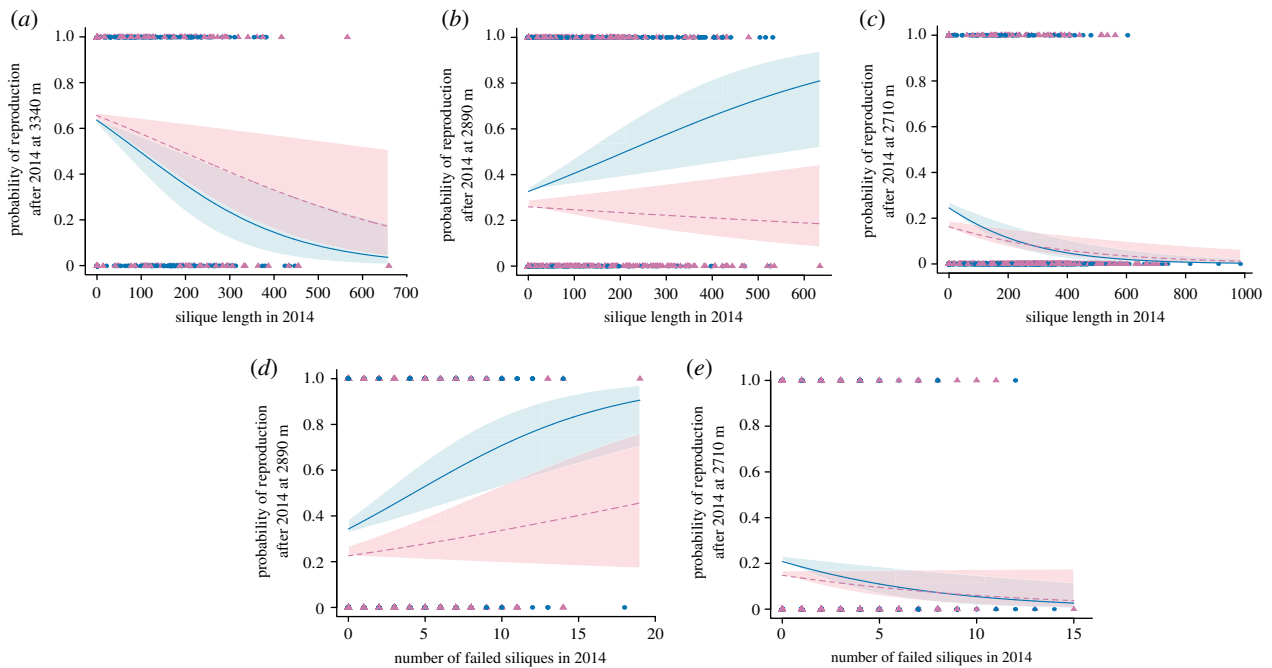 (a)
probability of reproduction
after 2014 at 3340 m
1.0
0.8
0.6
0.4
0.2
0
0 100 200 300 400 500 600 700
silique length in 2014
(b)
probability of reproduction
after 2014 at 2890 m
1.0
0.8
0.6
0.4
0.2
0
0 100 200 300 400 500 600
silique length in 2014
(c)
probability of reproduction
after 2014 at 2710 m
1.0
0.8
0.6
0.4
0.2
0
0 200 400 600 800 1000
silique length in 2014
(d)
probability of reproduction
after 2014 at 2890 m
1.0
0.8
0.6
0.4
0.2
0
0 5 10 15 20
number of failed siliques in 2014
(e)
probability of reproduction
after 2014 at 2710 m
1.0
0.8
0.6
0.4
0.2
0
0 5 10 15
number of failed siliques in 2014